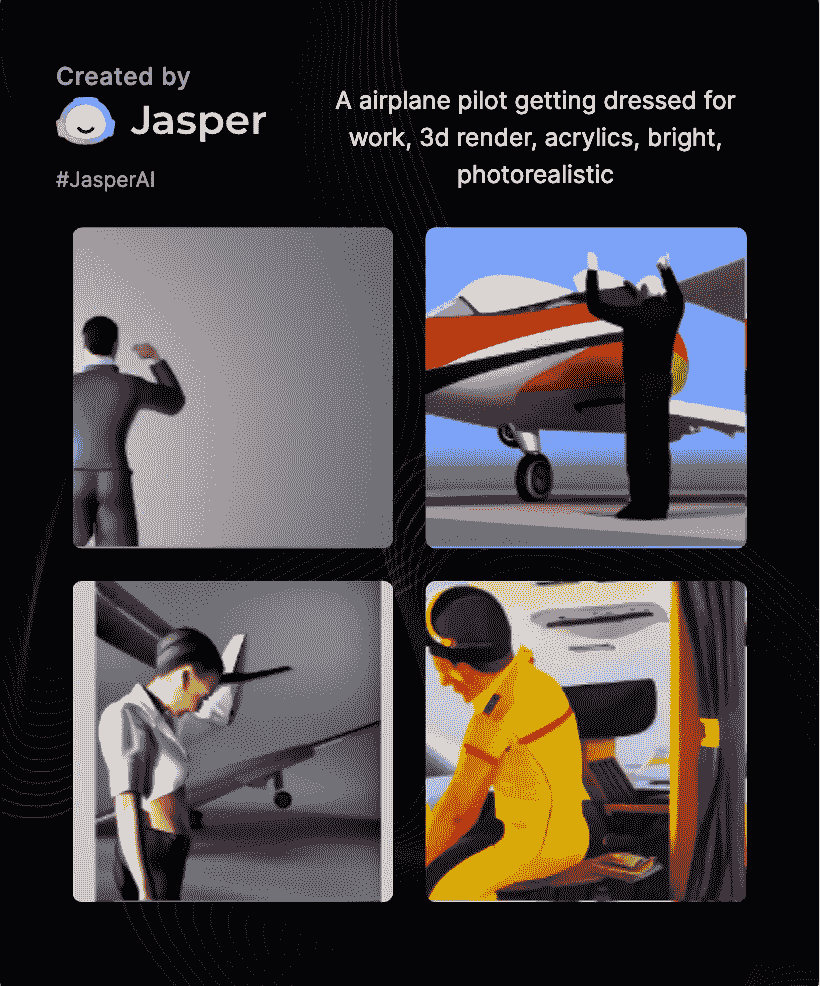 Created by
Jasper
#JasperAI
A airplane pilot getting dressed for
work, 3d render, acrylics, bright,
photorealistic